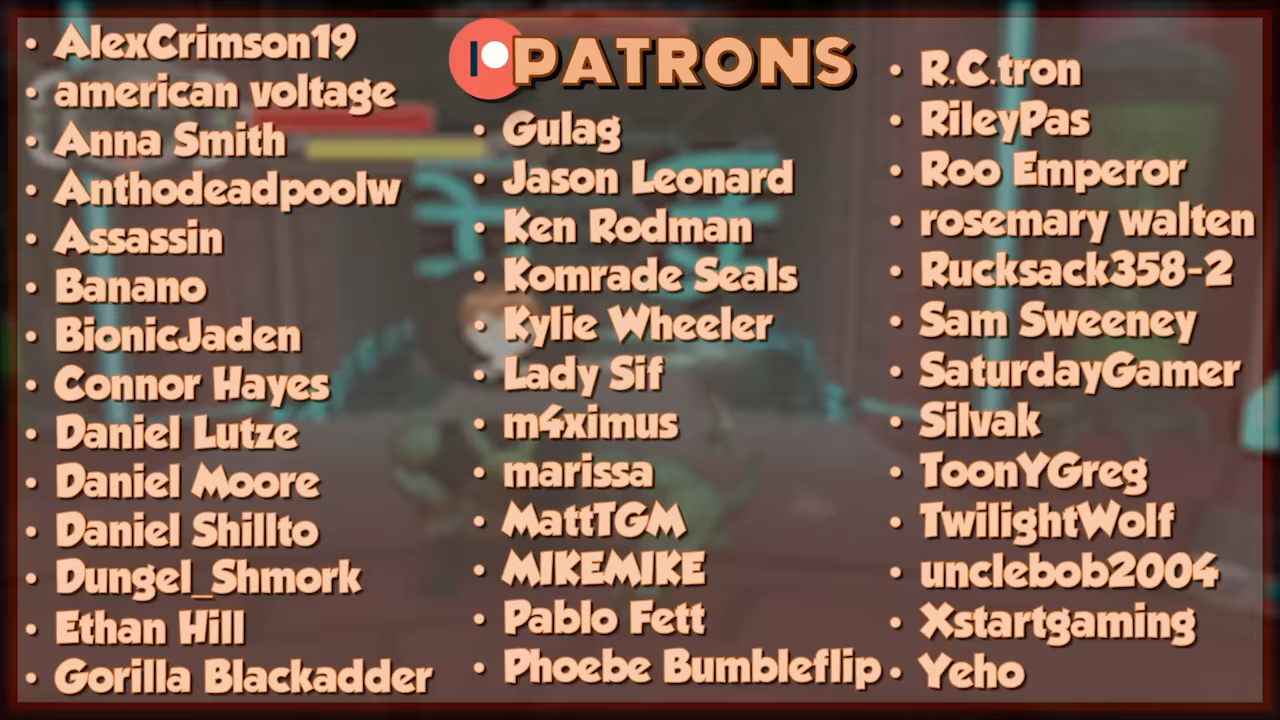 PATRONS
• AlexCrimson19
• american voltage
• Anna Smith
• Anthodeadpoolw
• Assassin
• Banano
• BionicJaden
• Connor Hayes
• Daniel Lutze
• Daniel Moore
• Daniel Shillto
• Dungel_Shmork
• Ethan Hill
• Gorilla Blackadder
• Gulag
• Jason Leonard
• Ken Rodman
• Komrade Seals
• Kylie Wheeler
• Lady Sif
• m4ximus
• marissa
• MattTGM
• MIKEMIKE
• Pablo Fett
• Phoebe Bumbleflip
• R.C.tron
• RileyPas
• Roo Emperor
• rosemary walten
• Rucksack358-2
• Sam Sweeney
• SaturdayGamer
• Silvak
• ToonYGreg
• TwilightWolf
• unclebob2004
• Xstartgaming
• Yeho